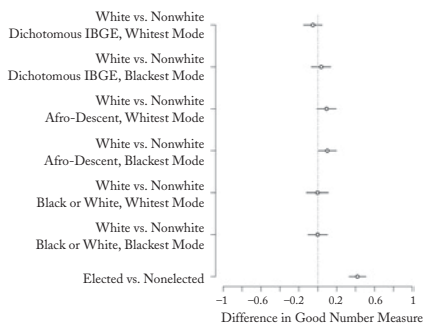 White vs. Nonwhite
Dichotomous IBGE, Whitest Mode
White vs. Nonwhite
Dichotomous IBGE, Blackest Mode
White vs. Nonwhite
Afro-Descent, Whitest Mode
White vs. Nonwhite
Afro-Descent, Blackest Mode
White vs. Nonwhite
Black or White, Whitest Mode
White vs. Nonwhite
Black or White, Blackest Mode
Elected vs. Nonelected
−1 −0.6 −0.2 0.2 0.6 1
Difference in Good Number Measure